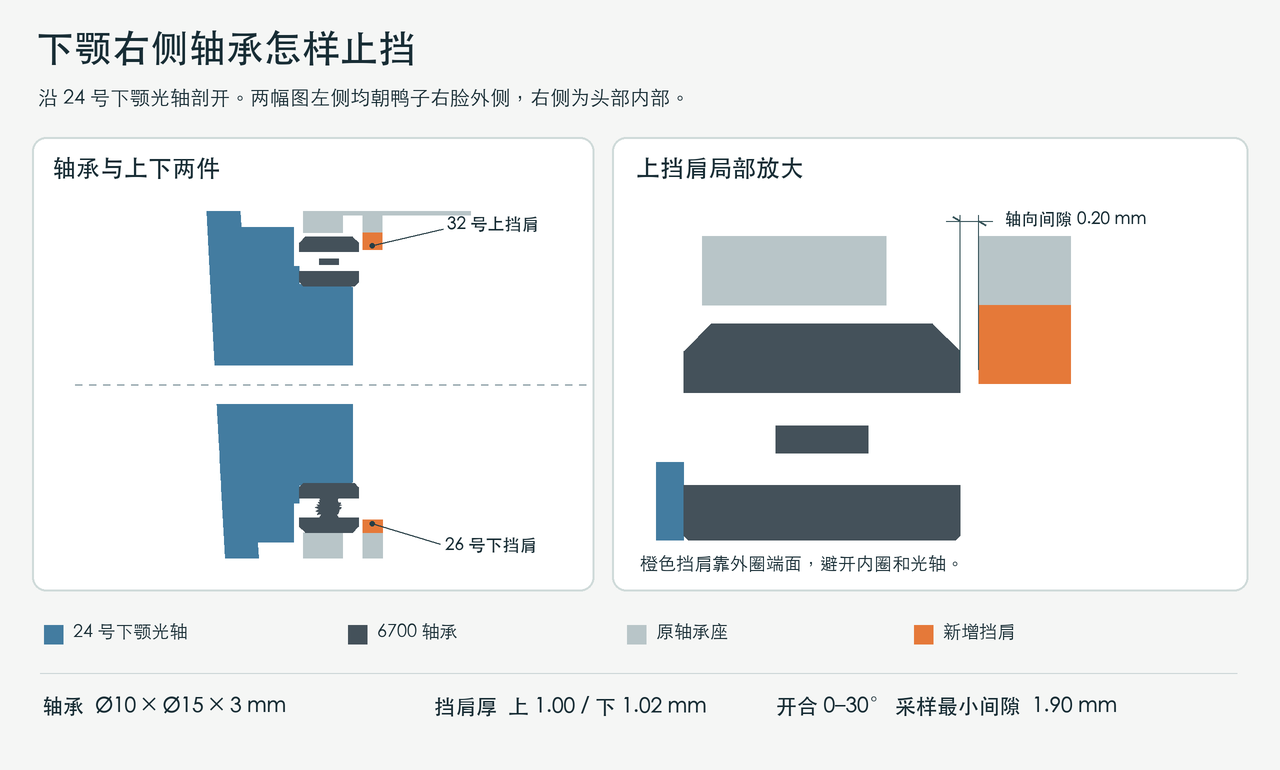 下颚右侧轴承怎样止挡
沿 24 号下颚光轴剖开。两幅图左侧均朝鸭子右脸外侧，右侧为头部内部。
轴承与上下两件
32 号上挡肩
26 号下挡肩
上挡肩局部放大
轴向间隙 0.20 mm
橙色挡肩靠外圈端面，避开内圈和光轴。
24 号下颚光轴
6700 轴承
原轴承座
新增挡肩
轴承 Ø10 × Ø15 × 3 mm
挡肩厚 上 1.00 / 下 1.02 mm
开合 0–30° 采样最小间隙 1.90 mm